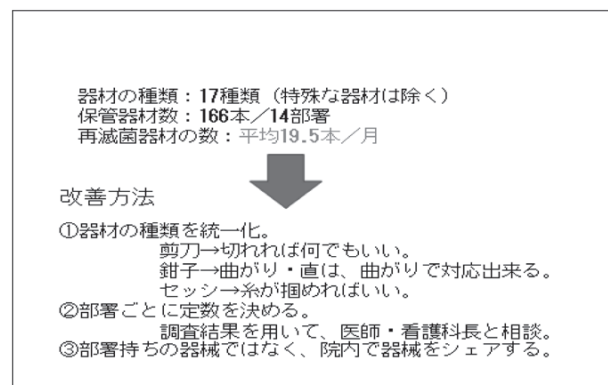 器材の種類：17種類（特殊な器材は除く）
保管器材数：166本／14部署
再滅菌器材の数：平均19.5本／月
改善方法
①器材の種類を統一化。
剪刀→切れれば何でもいい。
鉗子→曲がり・直は、曲がりで対応出来る。
セッシ→糸が掴めればいい。
②部署ごとに定数を決める。
調査結果を用いて、医師・看護科長と相談。
③部署持ちの器械ではなく、院内で器械をシェアする。